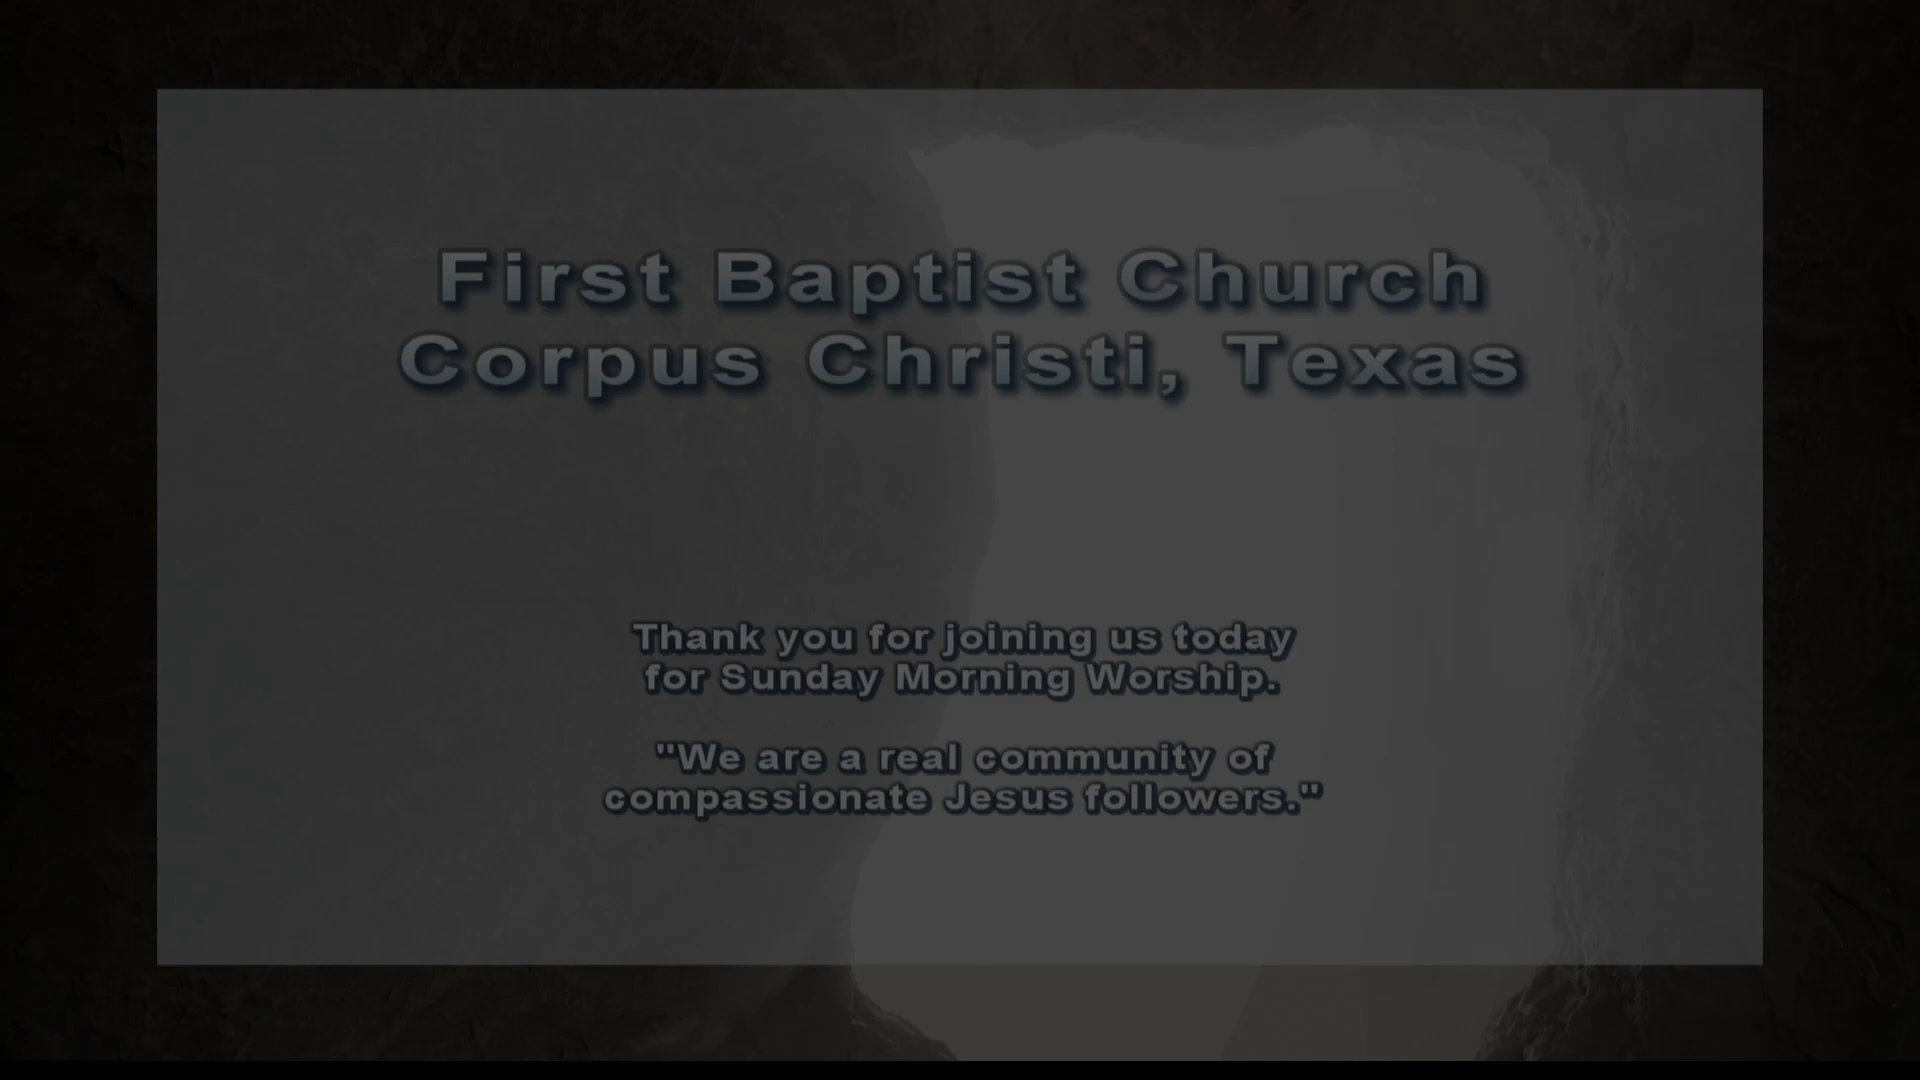 First Baptist Church
Corpus Christi, Texas
Thank you for joining us today
for Sunday Morning Worship.
"We are a real community of
compassionate Jesus followers."